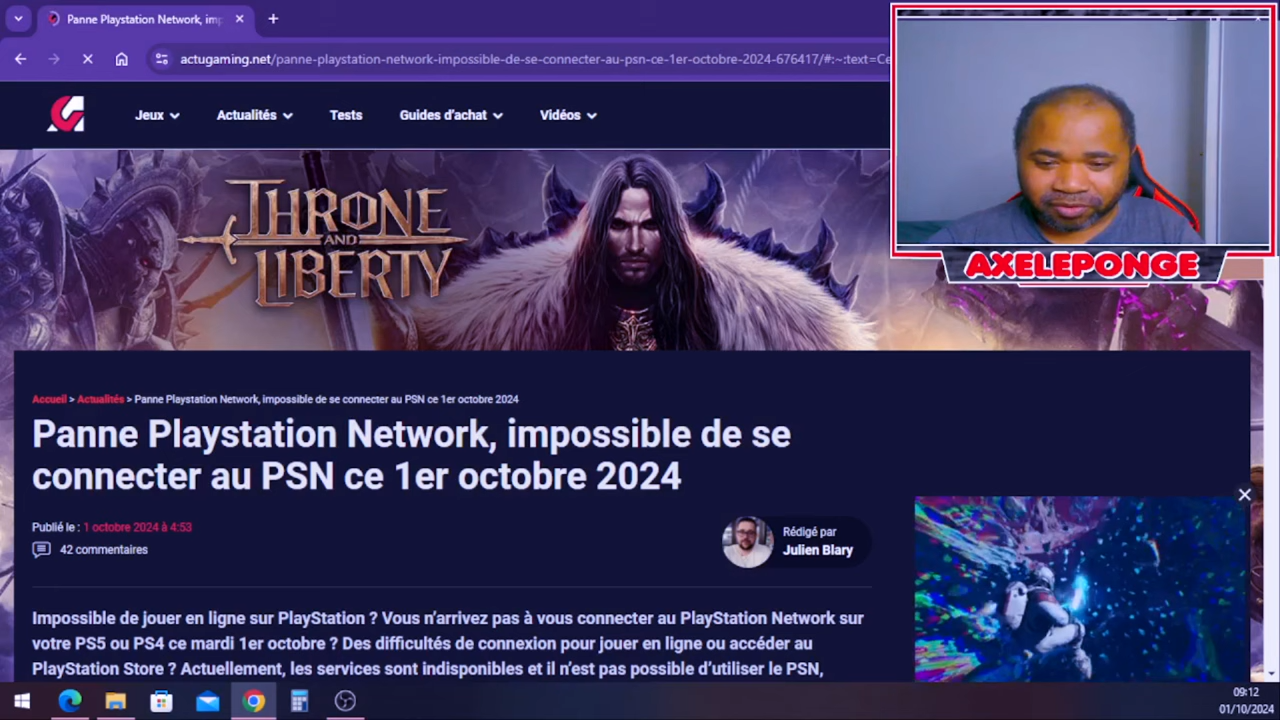 Panne Playstation Network, imp
actugaming.net/panne-playstation-network-impossible-de-se-connecter-au-psn-ce-1er-octobre-2024-676417/#:~:text=Ce
Jeux
Actualités
Tests
Guides d'achat
Vidéos
THRONE
AND
LIBERTY
AXELEPONGE
Accueil > Actualités > Panne Playstation Network, impossible de se connecter au PSN ce 1er octobre 2024
Panne Playstation Network, impossible de se
connecter au PSN ce 1er octobre 2024
Publié le : 1 octobre 2024 à 4:53
42 commentaires
Rédigé par
Julien Blary
Impossible de jouer en ligne sur PlayStation ? Vous n'arrivez pas à vous connecter au PlayStation Network sur
votre PS5 ou PS4 ce mardi 1er octobre ? Des difficultés de connexion pour jouer en ligne ou accéder au
PlayStation Store ? Actuellement, les services sont indisponibles et il n'est pas possible d'utiliser le PSN,
09:12
01/10/2024